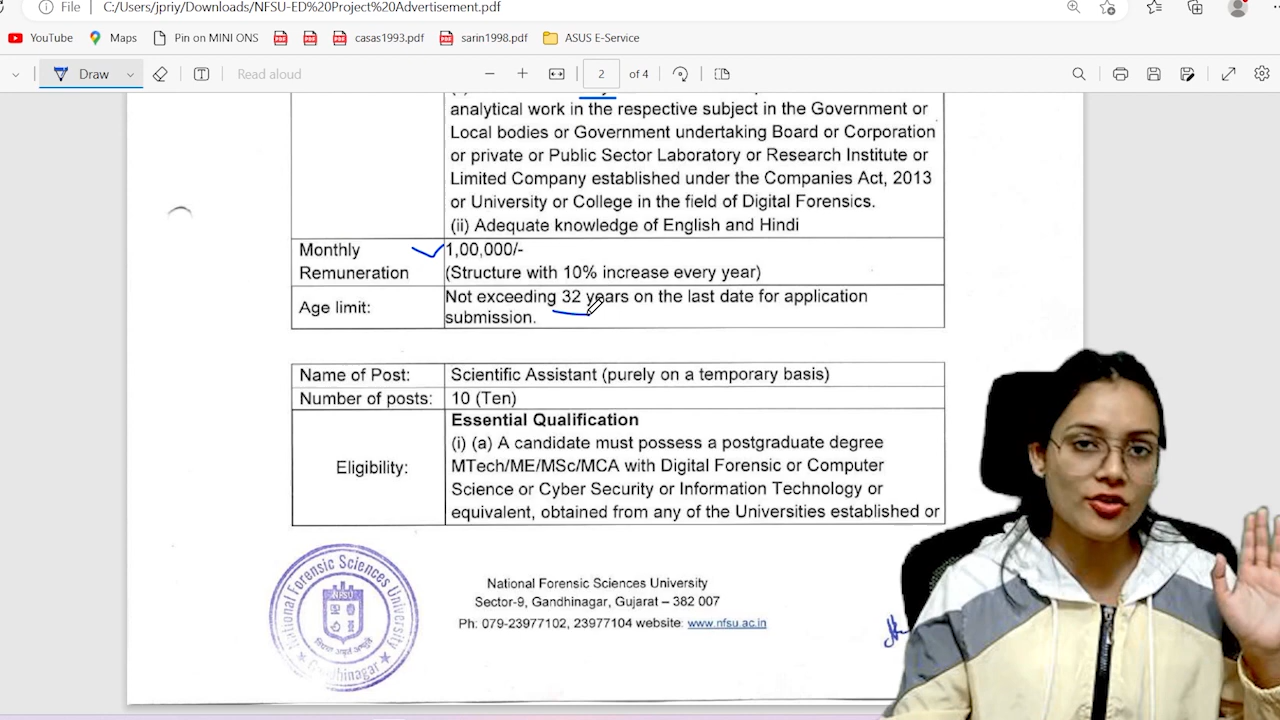 File C:/Users/jpriy/Downloads/NFSU-ED%20Project%20Advertisement.pdf
YouTube Maps Pin on MINI ONS casas1993.pdf sarin1998.pdf ASUS E-Service
Draw Read aloud 2 of 4
analytical work in the respective subject in the Government or
Local bodies or Government undertaking Board or Corporation
or private or Public Sector Laboratory or Research Institute or
Limited Company established under the Companies Act, 2013
or University or College in the field of Digital Forensics.
(ii) Adequate knowledge of English and Hindi
Monthly Remuneration
1,00,000/-
(Structure with 10% increase every year)
Age limit:
Not exceeding 32 years on the last date for application
submission.
Name of Post: Scientific Assistant (purely on a temporary basis)
Number of posts: 10 (Ten)
Eligibility:
Essential Qualification
(i) (a) A candidate must possess a postgraduate degree
MTech/ME/MSc/MCA with Digital Forensic or Computer
Science or Cyber Security or Information Technology or
equivalent, obtained from any of the Universities established or
National Forensic Sciences University
Gandhinagar
NFSU
National Forensic Sciences University
Sector-9, Gandhinagar, Gujarat – 382 007
Ph: 079-23977102, 23977104 website: www.nfsu.ac.in